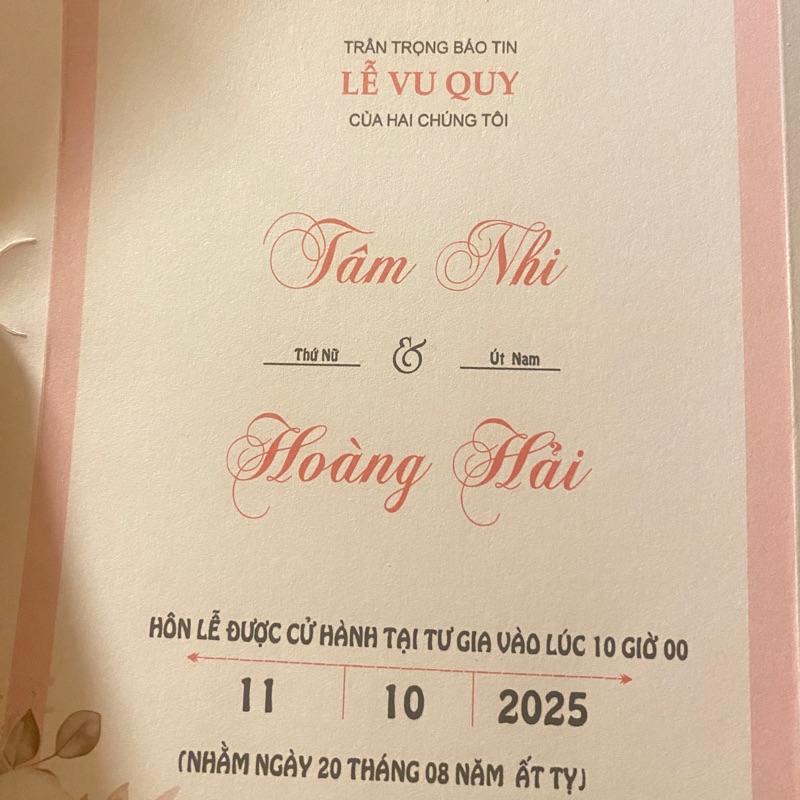 TRÂN TRỌNG BÁO TIN
LỄ VU QUY
CỦA HAI CHÚNG TÔI
Tâm Nhi
Thứ Nữ & Út Nam
Hoàng Hải
HÔN LỄ ĐƯỢC CỬ HÀNH TẠI TƯ GIA VÀO LÚC 10 GIỜ 00
11 10 2025
(NHẰM NGÀY 20 THÁNG 08 NĂM ẤT TỴ)